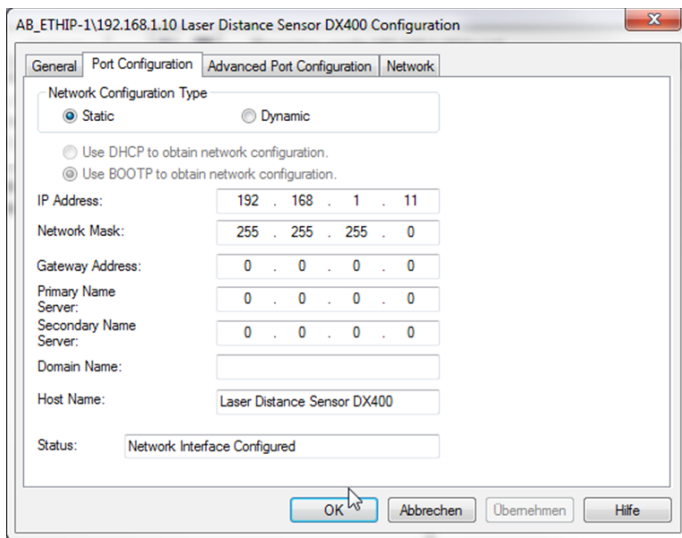 AB_ETHIP-1\192.168.1.10 Laser Distance Sensor DX400 Configuration
General Port Configuration Advanced Port Configuration Network
Network Configuration Type
Static Dynamic
Use DHCP to obtain network configuration.
Use BOOTP to obtain network configuration.
IP Address: 192 . 168 . 1 . 11
Network Mask: 255 . 255 . 255 . 0
Gateway Address: 0 . 0 . 0 . 0
Primary Name
Server: 0 . 0 . 0 . 0
Secondary Name
Server: 0 . 0 . 0 . 0
Domain Name:
Host Name: Laser Distance Sensor DX400
Status: Network Interface Configured
OK Abbrechen Übernehmen Hilfe